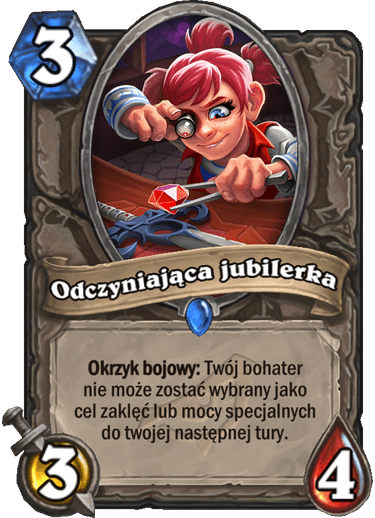 3
Odczyniająca jubilerka
Okrzyk bojowy: Twój bohater
nie może zostać wybrany jako
cel zaklęć lub mocy specjalnych
do twojej następnej tury.
3
4